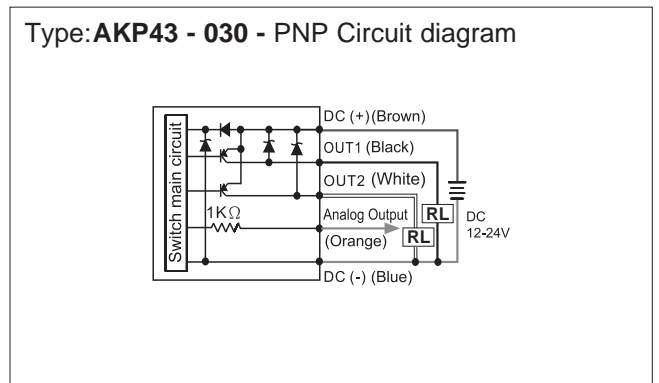 Type:AKP43 - 030 - PNP Circuit diagram
DC (+)(Brown)
OUT1 (Black)
OUT2 (White)
Switch main circuit
1KΩ
Analog Output
(Orange)
RL
RL
DC
12-24V
DC (-) (Blue)